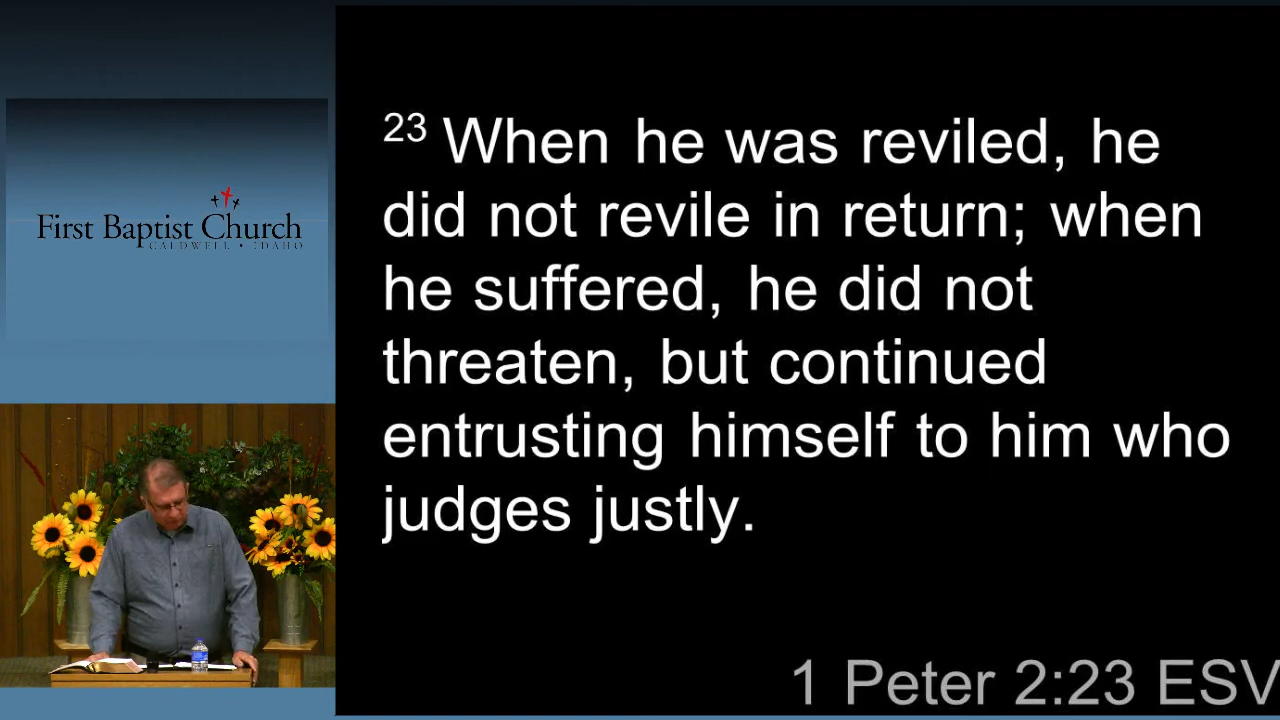 First Baptist Church
CALDWELL • IDAHO
23 When he was reviled, he
did not revile in return; when
he suffered, he did not
threaten, but continued
entrusting himself to him who
judges justly.
1 Peter 2:23 ESV